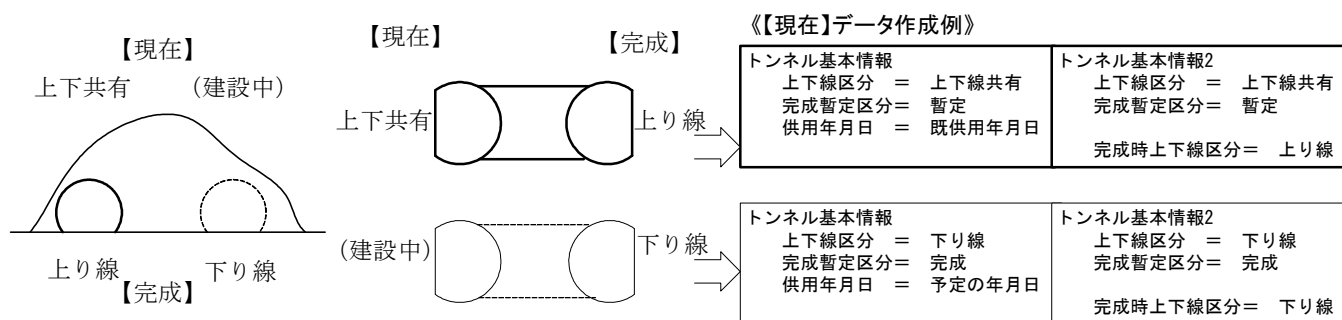 【現在】
上下共有 (建設中)
上り線 下り線
【完成】
【現在】 【完成】
上下共有 上り線
(建設中) 下り線
《【現在】データ作成例》
トンネル基本情報
上下線区分 = 上下線共有
完成暫定区分= 暫定
供用年月日 = 既供用年月日
トンネル基本情報2
上下線区分 = 上下線共有
完成暫定区分= 暫定
完成時上下線区分= 上り線
トンネル基本情報
上下線区分 = 下り線
完成暫定区分= 完成
供用年月日 = 予定の年月日
トンネル基本情報2
上下線区分 = 下り線
完成暫定区分= 完成
完成時上下線区分= 下り線